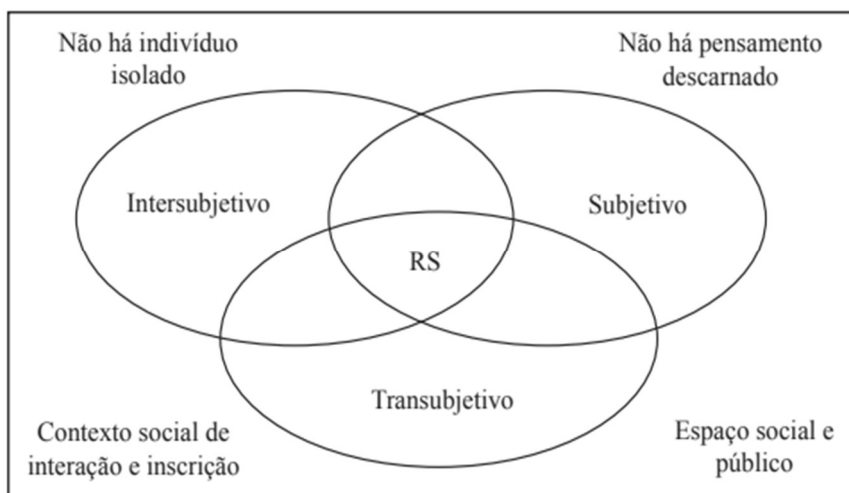 Não há indivíduo
isolado
Não há pensamento
descarnado
Intersubjetivo
Subjetivo
RS
Transubjetivo
Contexto social de
interação e inscrição
Espaço social e
público